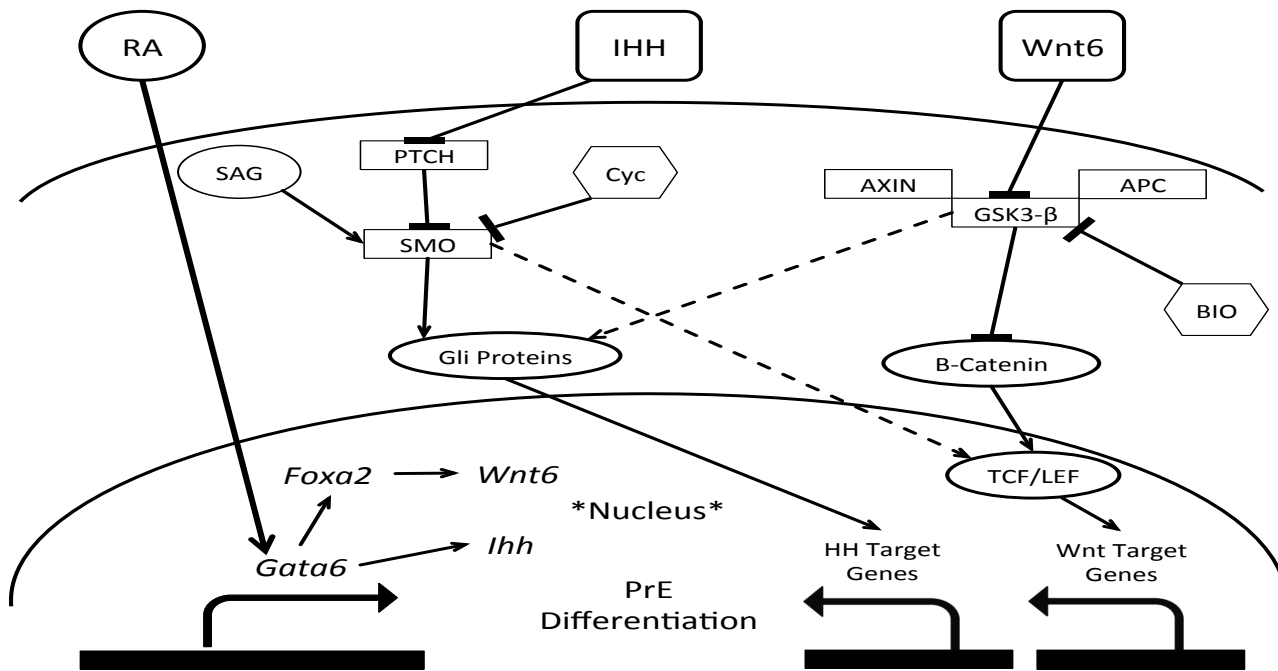 RA
IHH
Wnt6
SAG
PTCH
Cyc
AXIN
APC
GSK3-β
SMO
BIO
Gli Proteins
B-Catenin
Foxa2
Wnt6
TCF/LEF
*Nucleus*
Gata6
Ihh
HH Target
Genes
Wnt Target
Genes
PrE
Differentiation